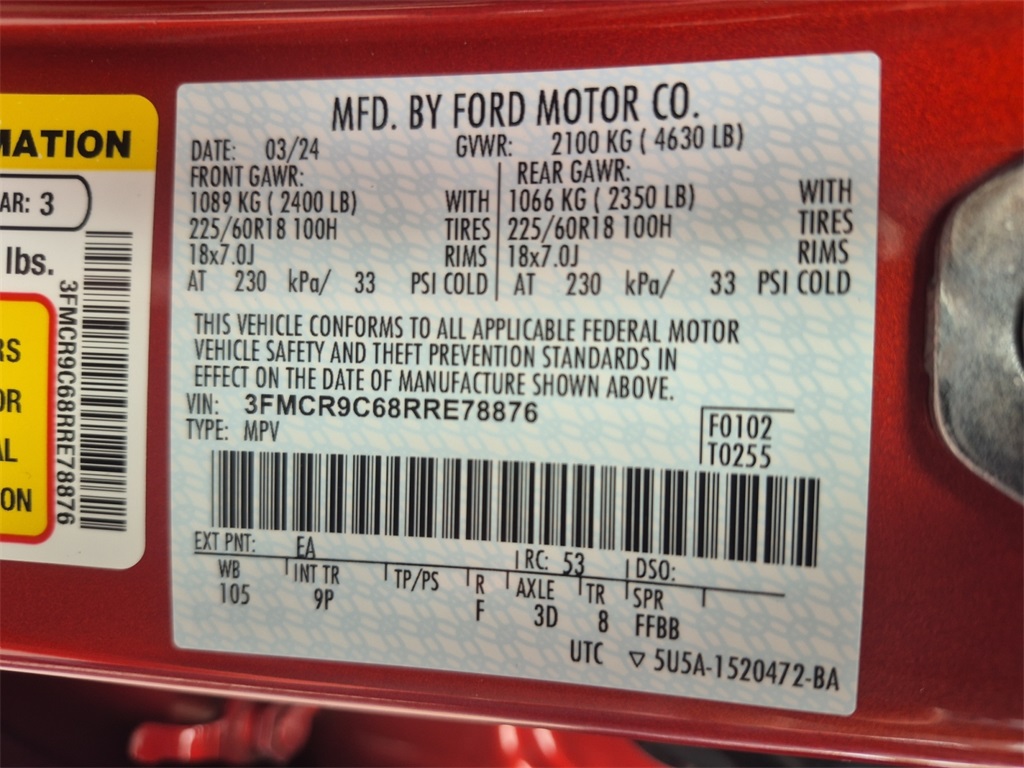 MATION
AR: 3
lbs.
RS
OR
AL
ON
3FMCR9C68RRE78876
MFD. BY FORD MOTOR CO.
DATE: 03/24 GVWR: 2100 KG ( 4630 LB)
FRONT GAWR: REAR GAWR:
1089 KG ( 2400 LB) WITH 1066 KG ( 2350 LB) WITH
225/60R18 100H TIRES 225/60R18 100H TIRES
18x7.0J RIMS 18x7.0J RIMS
AT 230 kPa/ 33 PSI COLD AT 230 kPa/ 33 PSI COLD
THIS VEHICLE CONFORMS TO ALL APPLICABLE FEDERAL MOTOR
VEHICLE SAFETY AND THEFT PREVENTION STANDARDS IN
EFFECT ON THE DATE OF MANUFACTURE SHOWN ABOVE.
VIN: 3FMCR9C68RRE78876
TYPE: MPV
F0102
T0255
EXT PNT: EA RC: 53 DSO:
WB INT TR TP/PS R AXLE TR SPR
105 9P F 3D 8 FFBB
UTC ▽ 5U5A-1520472-BA